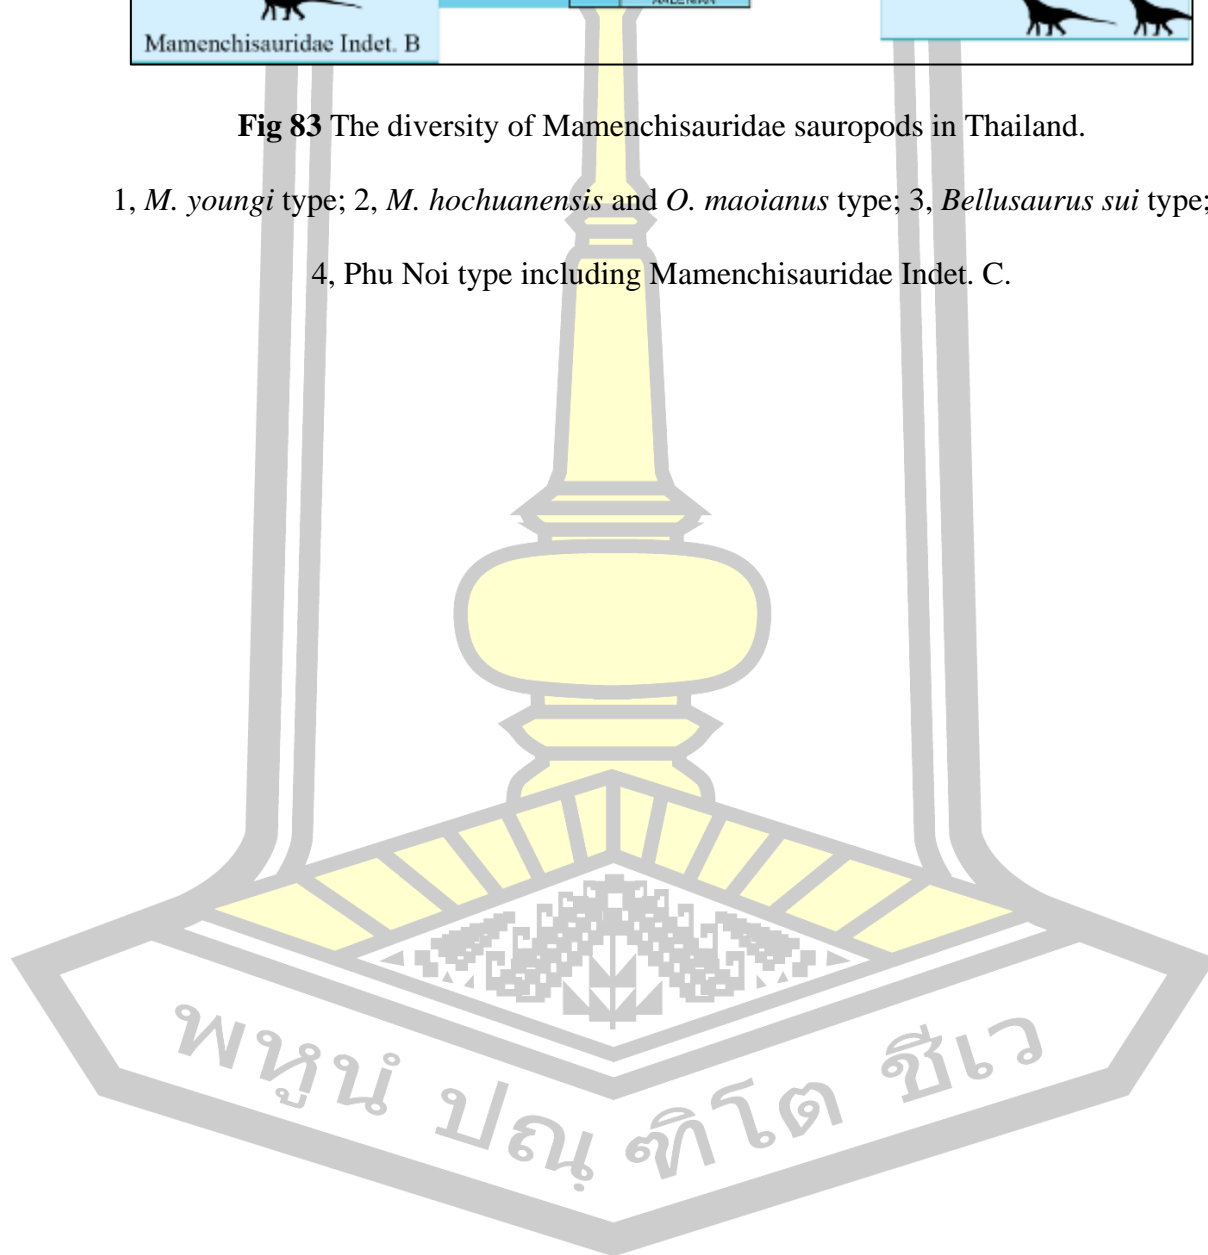 Mamenchisauridae Indet. B
Fig 83 The diversity of Mamenchisauridae sauropods in Thailand.
1, M. youngi type; 2, M. hochuanensis and O. maoianus type; 3, Bellusaurus sui type;
4, Phu Noi type including Mamenchisauridae Indet. C.
พหูนํ ปณฺฑิโต ชีเว